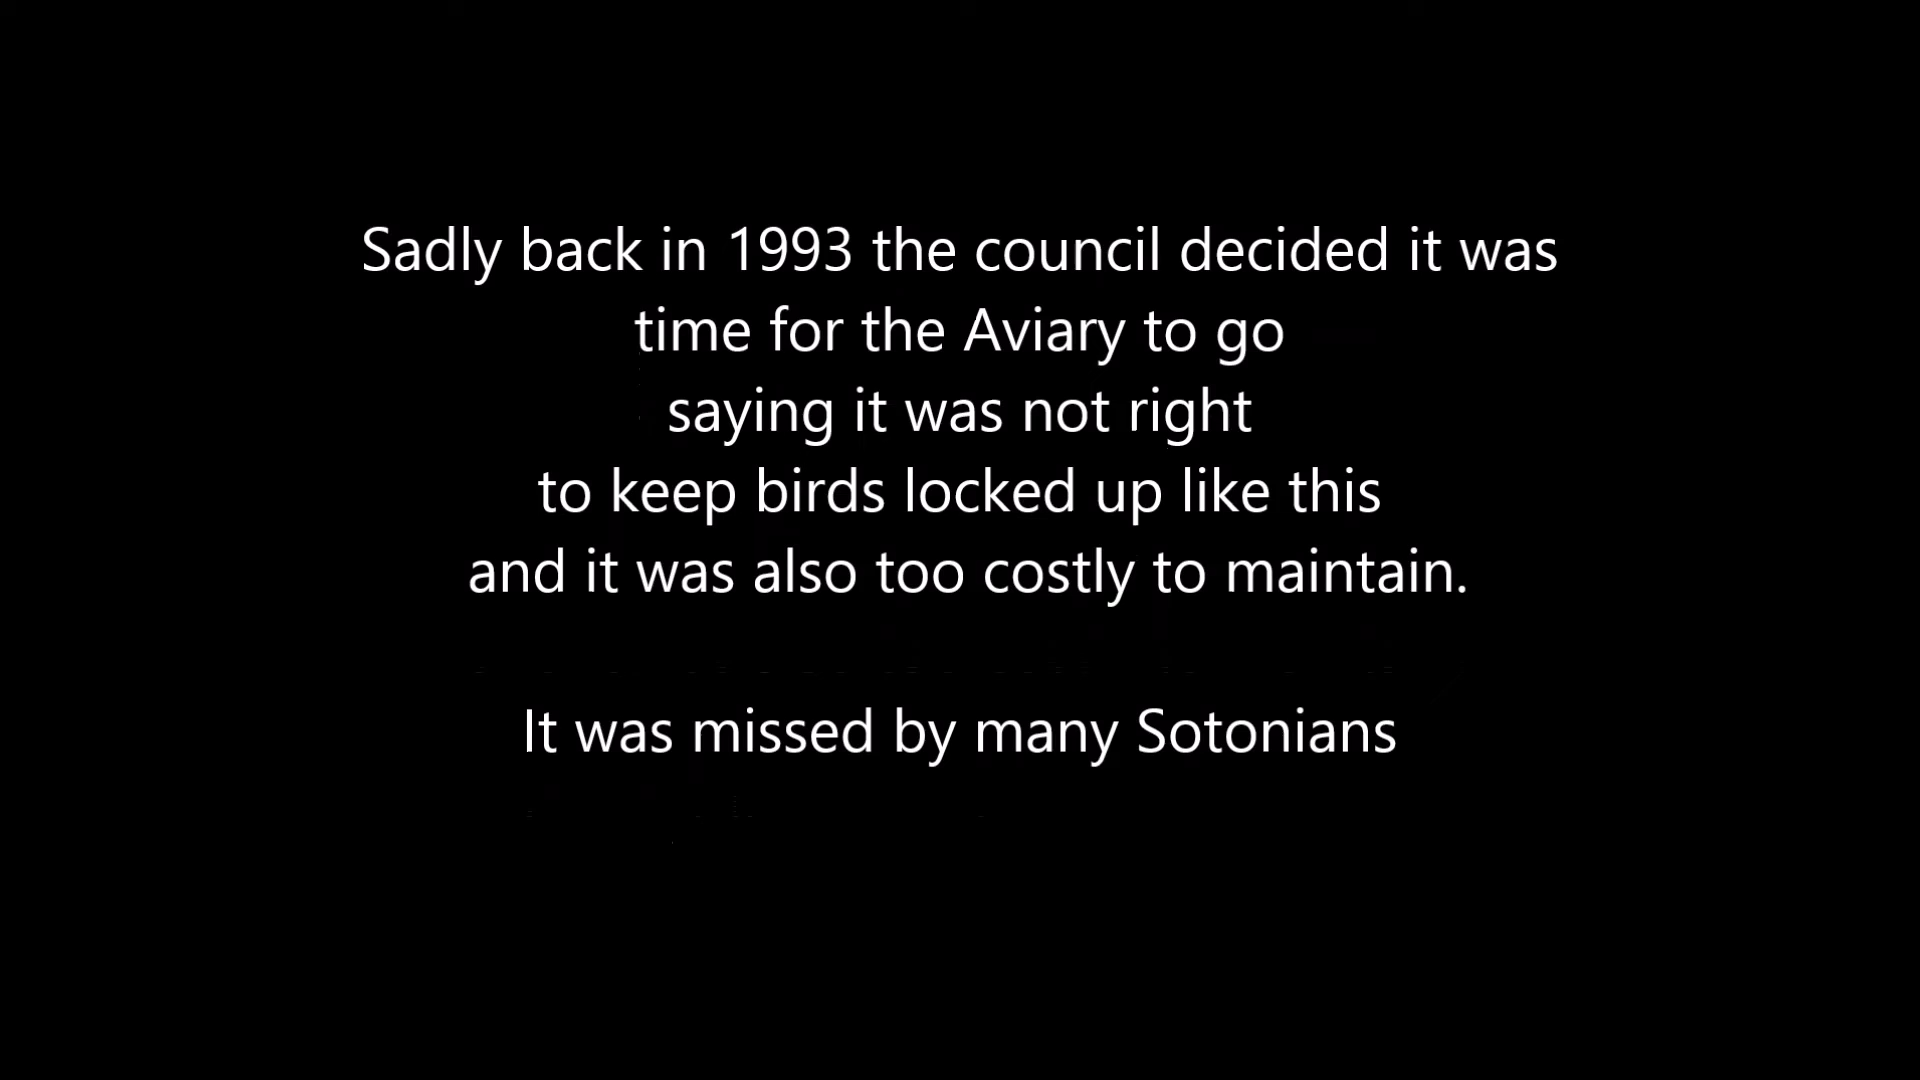 Sadly back in 1993 the council decided it was
time for the Aviary to go
saying it was not right
to keep birds locked up like this
and it was also too costly to maintain.
It was missed by many Sotonians